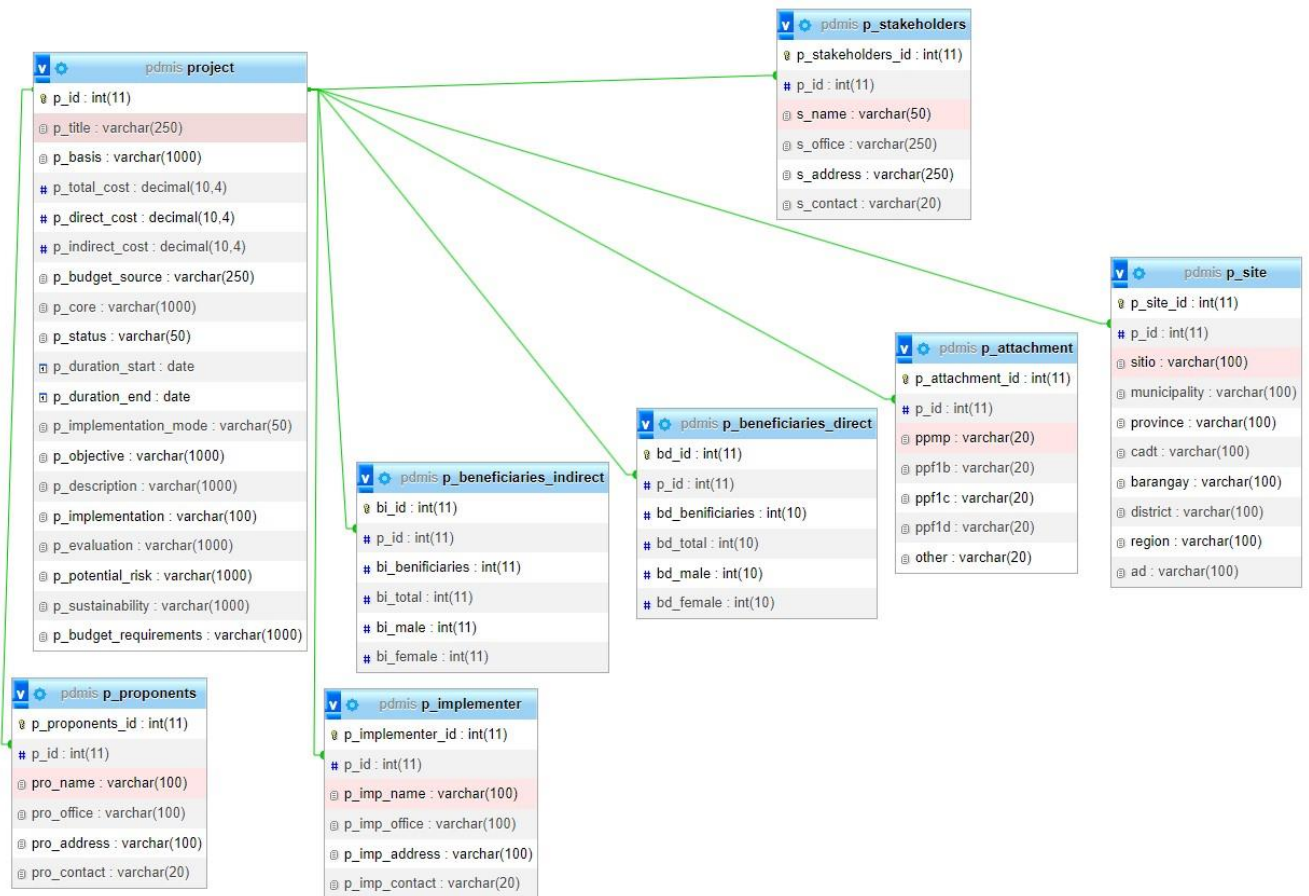 pdmis project
p_id : int(11)
p_title : varchar(250)
p_basis : varchar(1000)
p_total_cost : decimal(10,4)
p_direct_cost : decimal(10,4)
p_indirect_cost : decimal(10,4)
p_budget_source : varchar(250)
p_core : varchar(1000)
p_status : varchar(50)
p_duration_start : date
p_duration_end : date
p_implementation_mode : varchar(50)
p_objective : varchar(1000)
p_description : varchar(1000)
p_implementation : varchar(100)
p_evaluation : varchar(1000)
p_potential_risk : varchar(1000)
p_sustainability : varchar(1000)
p_budget_requirements : varchar(1000)
pdmis p_stakeholders
p_stakeholders_id : int(11)
p_id : int(11)
s_name : varchar(50)
s_office : varchar(250)
s_address : varchar(250)
s_contact : varchar(20)
pdmis p_site
p_site_id : int(11)
p_id : int(11)
sitio : varchar(100)
municipality : varchar(100)
province : varchar(100)
cadt : varchar(100)
barangay : varchar(100)
district : varchar(100)
region : varchar(100)
ad : varchar(100)
pdmis p_attachment
p_attachment_id : int(11)
p_id : int(11)
ppmp : varchar(20)
ppf1b : varchar(20)
ppf1c : varchar(20)
ppf1d : varchar(20)
other : varchar(20)
pdmis p_beneficiaries_direct
bd_id : int(11)
p_id : int(11)
bd_benificiaries : int(10)
bd_total : int(10)
bd_male : int(10)
bd_female : int(10)
pdmis p_beneficiaries_indirect
bi_id : int(11)
p_id : int(11)
bi_benificiaries : int(11)
bi_total : int(11)
bi_male : int(11)
bi_female : int(11)
pdmis p_proponents
p_proponents_id : int(11)
p_id : int(11)
pro_name : varchar(100)
pro_office : varchar(100)
pro_address : varchar(100)
pro_contact : varchar(20)
pdmis p_implementer
p_implementer_id : int(11)
p_id : int(11)
p_imp_name : varchar(100)
p_imp_office : varchar(100)
p_imp_address : varchar(100)
p_imp_contact : varchar(20)